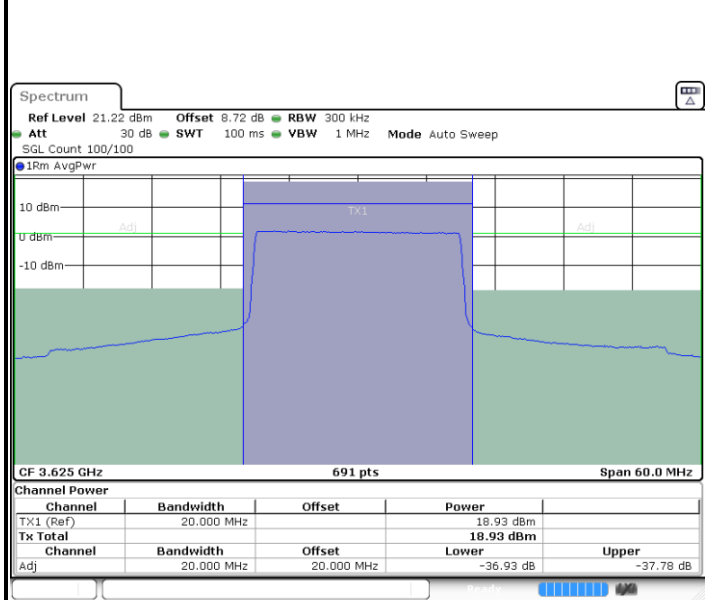 Spectrum
Ref Level 21.22 dBm Offset 8.72 dB RBW 300 kHz
Att 30 dB SWT 100 ms VBW 1 MHz Mode Auto Sweep
SGL Count 100/100
1Rm AvgPwr
10 dBm
TX1
Adj
Adj
0 dBm
-10 dBm
CF 3.625 GHz 691 pts Span 60.0 MHz
Channel Power
Channel Bandwidth Offset Power
TX1 (Ref) 20.000 MHz 18.93 dBm
Tx Total 18.93 dBm
Channel Bandwidth Offset Lower Upper
Adj 20.000 MHz 20.000 MHz -36.93 dB -37.78 dB
Ready